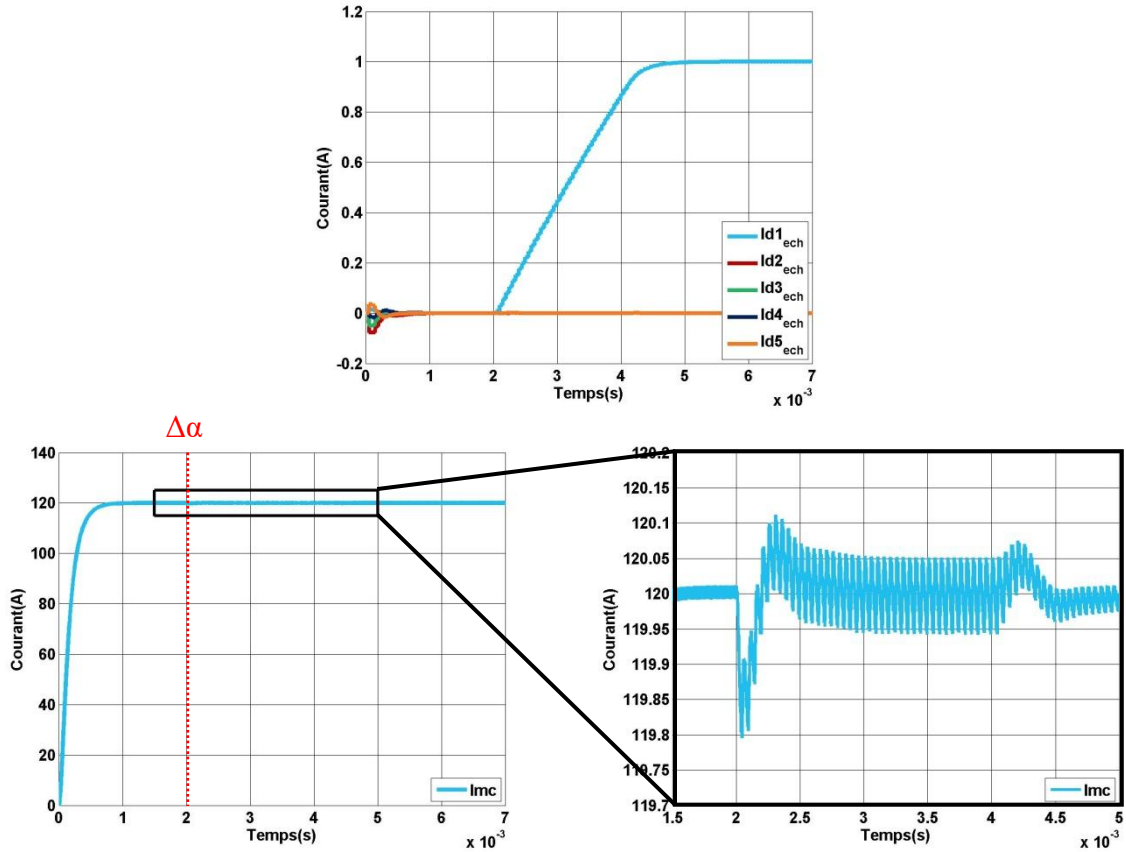 1.2
1
0.8
0.6
0.4
0.2
0
-0.2
Courant(A)
Id1ech
Id2ech
Id3ech
Id4ech
Id5ech
0 1 2 3 4 5 6 7
Temps(s)
x 10⁻³
Δα
140
120
100
80
60
40
20
0
Courant(A)
Imc
0 1 2 3 4 5 6 7
Temps(s)
x 10⁻³
120.2
120.15
120.1
120.05
120
119.95
119.9
119.85
119.8
119.75
119.7
Courant(A)
Imc
1.5 2 2.5 3 3.5 4 4.5 5
Temps(s)
x 10⁻³